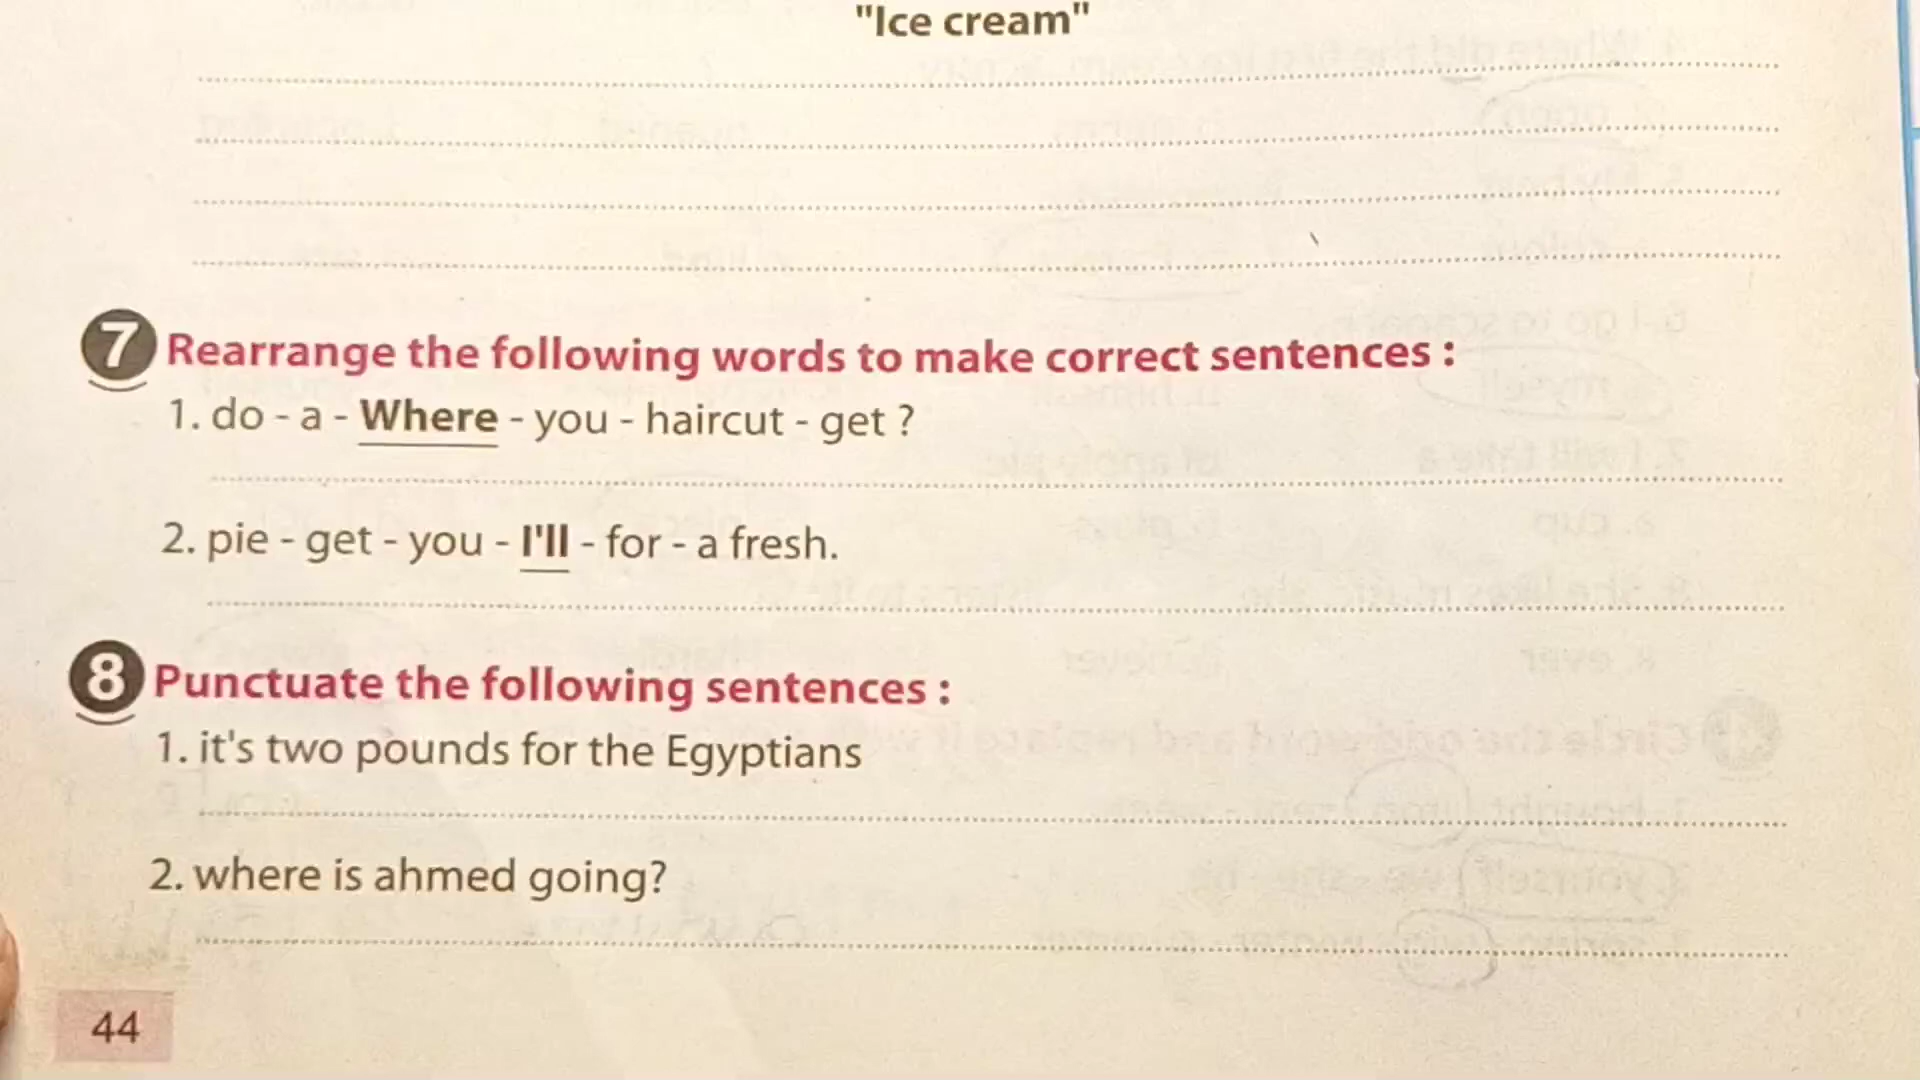 "Ice cream"
7 Rearrange the following words to make correct sentences :
1. do - a - Where - you - haircut - get ?
2. pie - get - you - I'll - for - a fresh.
8 Punctuate the following sentences :
1. it's two pounds for the Egyptians
2. where is ahmed going?
44